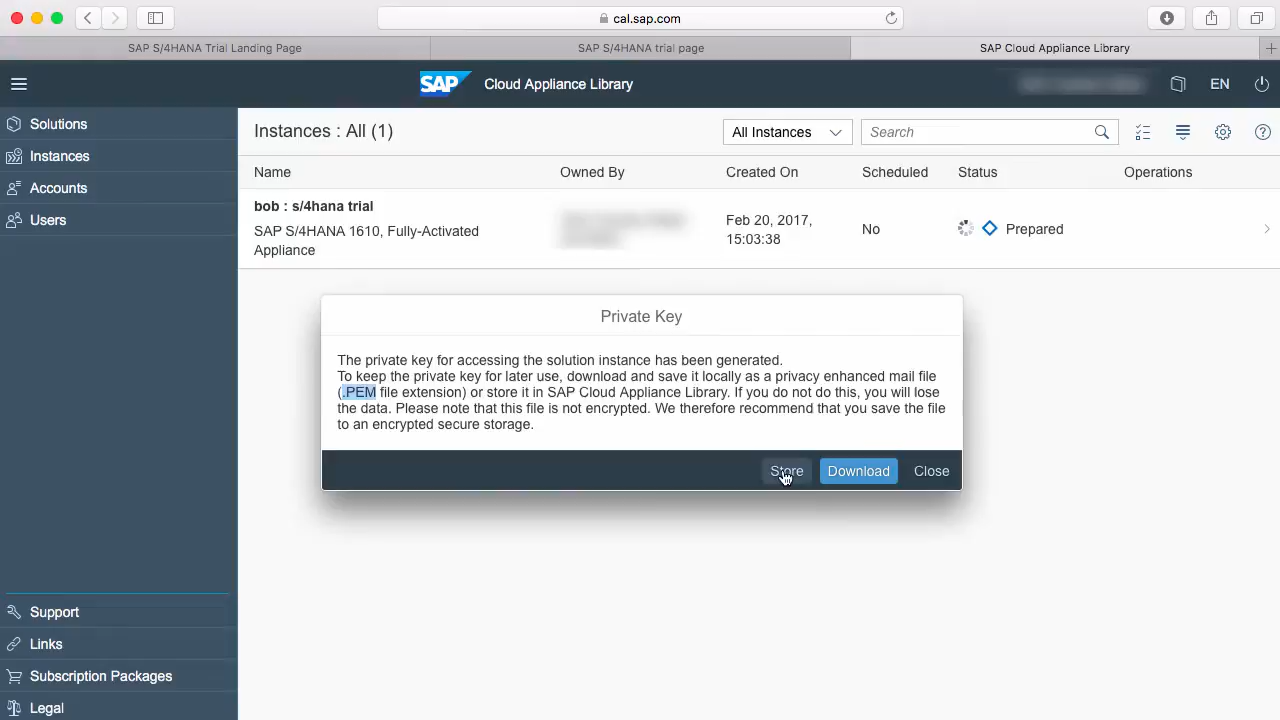 cal.sap.com
SAP S/4HANA Trial Landing Page
SAP S/4HANA trial page
SAP Cloud Appliance Library
SAP
Cloud Appliance Library
EN
Solutions
Instances
Accounts
Users
Instances : All (1)
All Instances
Search
Name
Owned By
Created On
Scheduled
Status
Operations
bob : s/4hana trial
SAP S/4HANA 1610, Fully-Activated
Appliance
Feb 20, 2017,
15:03:38
No
Prepared
Private Key
The private key for accessing the solution instance has been generated.
To keep the private key for later use, download and save it locally as a privacy enhanced mail file
(.PEM file extension) or store it in SAP Cloud Appliance Library. If you do not do this, you will lose
the data. Please note that this file is not encrypted. We therefore recommend that you save the file
to an encrypted secure storage.
Store
Download
Close
Support
Links
Subscription Packages
Legal